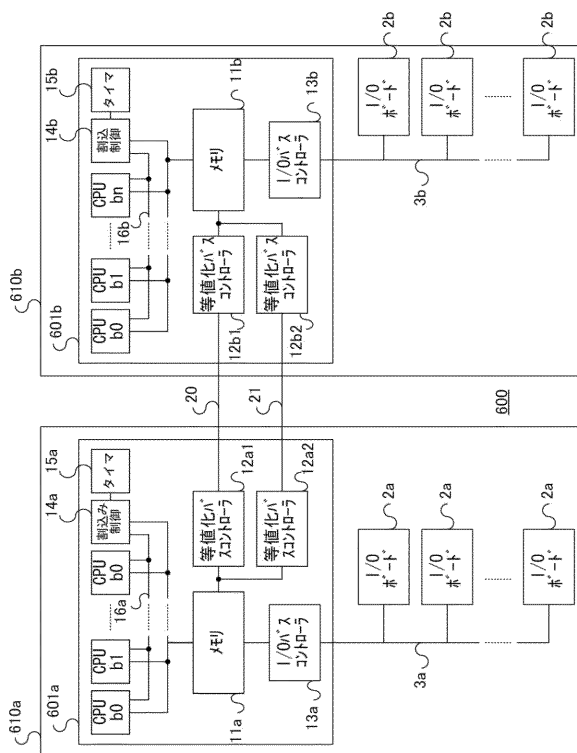 610a
601a
CPU
b0
CPU
b1
CPU
b0
割込み
制御
14a
タイマ
15a
16a
11a
メモリ
等値化バ
スコントローラ
12a1
等値化バ
スコントローラ
12a2
I/Oバス
コントローラ
13a
3a
I/O
ボード
2a
I/O
ボード
2a
I/O
ボード
2a
20
21
600
610b
601b
CPU
b0
CPU
b1
CPU
bn
割込
制御
14b
タイマ
15b
16b
メモリ
11b
等値化バス
コントローラ
12b1
等値化バス
コントローラ
12b2
I/Oバス
コントローラ
13b
3b
I/O
ボード
2b
I/O
ボード
2b
I/O
ボード
2b